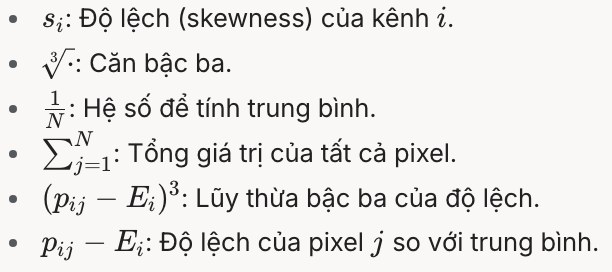 • $s_i$: Độ lệch (skewness) của kênh $i$.
• $\sqrt[3]{\cdot}$: Căn bậc ba.
• $\frac{1}{N}$: Hệ số để tính trung bình.
• $\sum_{j=1}^{N}$: Tổng giá trị của tất cả pixel.
• $(p_{ij} - E_i)^3$: Lũy thừa bậc ba của độ lệch.
• $p_{ij} - E_i$: Độ lệch của pixel $j$ so với trung bình.